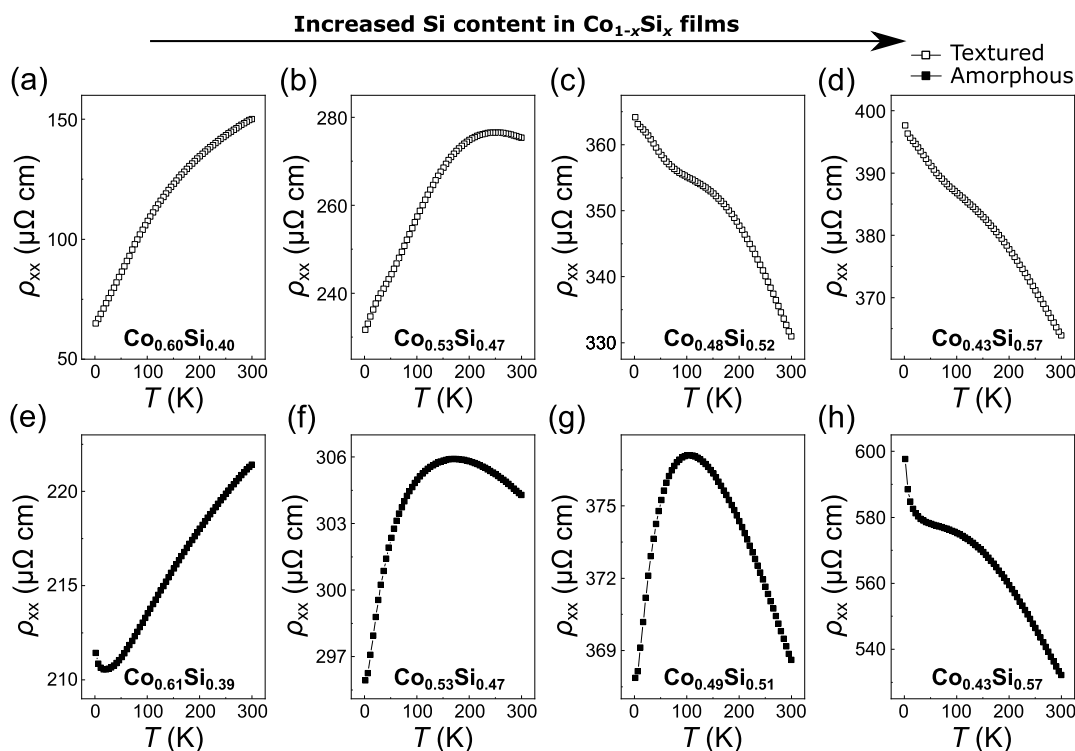 Increased Si content in Co1-xSix films
Textured
Amorphous
(a)
(b)
(c)
(d)
ρxx (μΩ cm)
150
100
50
Co0.60Si0.40
0 100 200 300
T (K)
ρxx (μΩ cm)
280
260
240
Co0.53Si0.47
0 100 200 300
T (K)
ρxx (μΩ cm)
360
350
340
330
Co0.48Si0.52
0 100 200 300
T (K)
ρxx (μΩ cm)
400
390
380
370
Co0.43Si0.57
0 100 200 300
T (K)
(e)
(f)
(g)
(h)
ρxx (μΩ cm)
220
215
210
Co0.61Si0.39
0 100 200 300
T (K)
ρxx (μΩ cm)
306
303
300
297
Co0.53Si0.47
0 100 200 300
T (K)
ρxx (μΩ cm)
375
372
369
Co0.49Si0.51
0 100 200 300
T (K)
ρxx (μΩ cm)
600
580
560
540
Co0.43Si0.57
0 100 200 300
T (K)